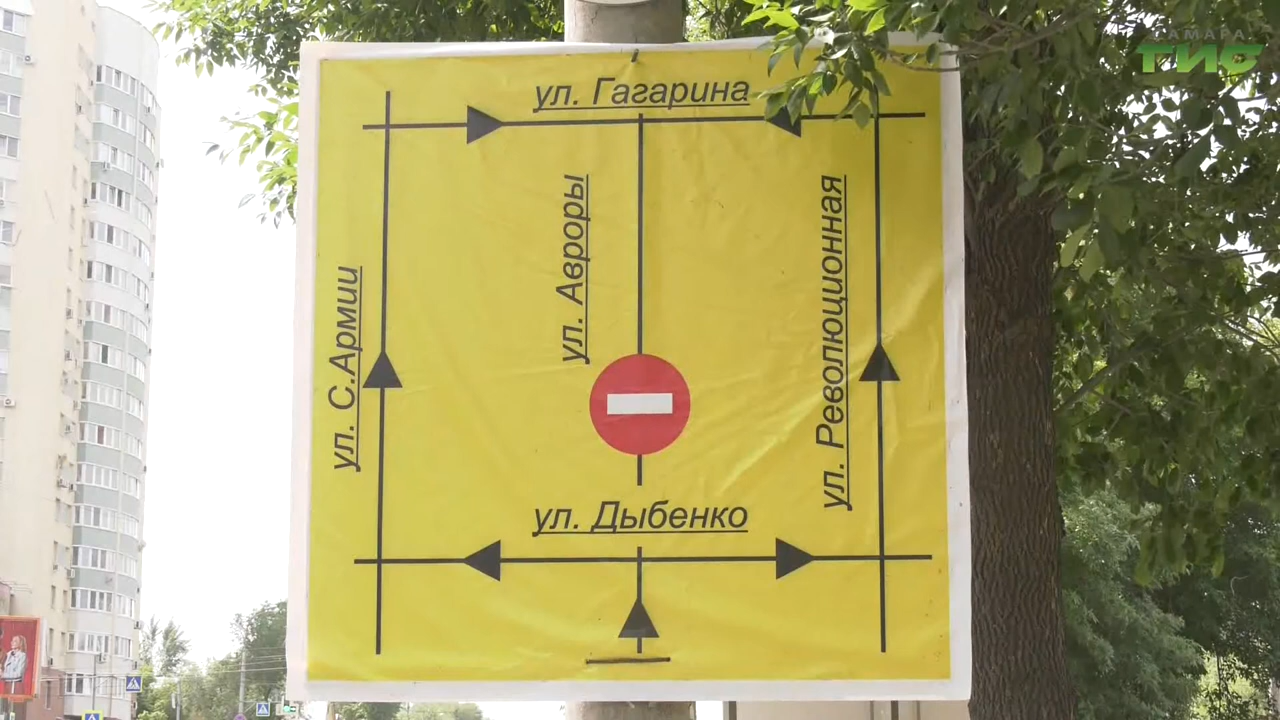 САМАРА
ГИС
ул. Гагарина
ул. С.Армии
ул. Авроры
ул. Революционная
ул. Дыбенко